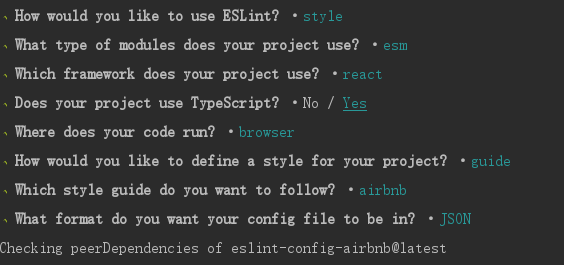 How would you like to use ESLint? · style
What type of modules does your project use? · esm
Which framework does your project use? · react
Does your project use TypeScript? · No / Yes
Where does your code run? · browser
How would you like to define a style for your project? · guide
Which style guide do you want to follow? · airbnb
What format do you want your config file to be in? · JSON
Checking peerDependencies of eslint-config-airbnb@latest